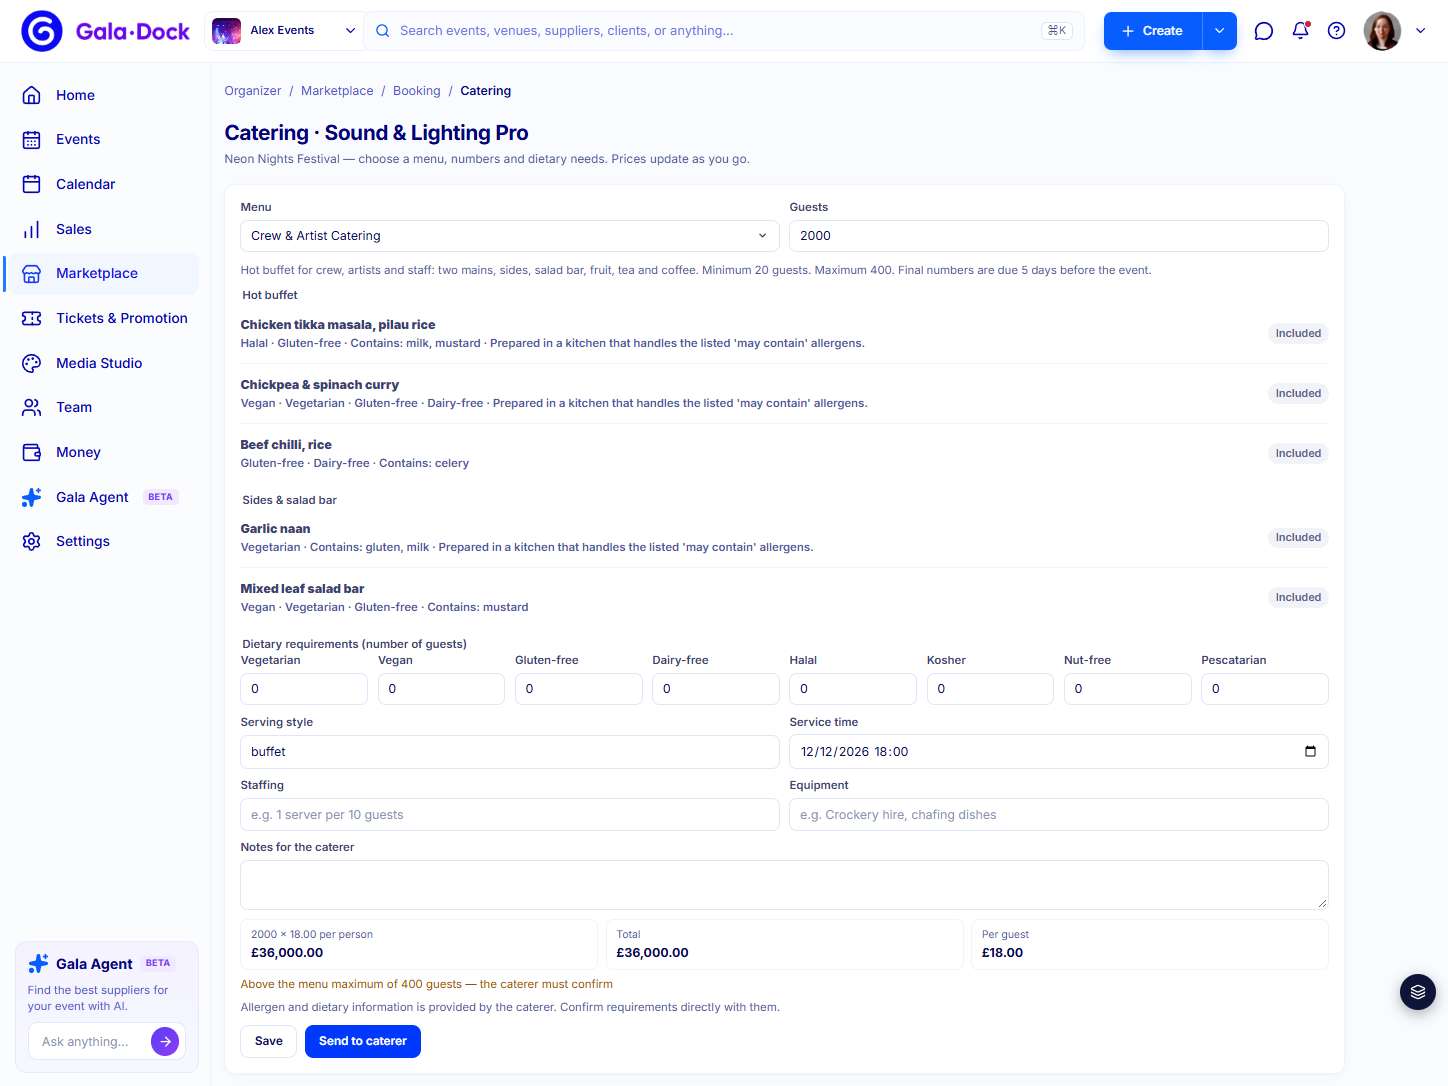 Gala·Dock
Alex Events
Search events, venues, suppliers, clients, or anything...
⌘K
+ Create
Home
Events
Calendar
Sales
Marketplace
Tickets & Promotion
Media Studio
Team
Money
Gala Agent BETA
Settings
Gala Agent BETA
Find the best suppliers for
your event with AI.
Ask anything...
Organizer / Marketplace / Booking / Catering
Catering · Sound & Lighting Pro
Neon Nights Festival — choose a menu, numbers and dietary needs. Prices update as you go.
Menu
Crew & Artist Catering
Guests
2000
Hot buffet for crew, artists and staff: two mains, sides, salad bar, fruit, tea and coffee. Minimum 20 guests. Maximum 400. Final numbers are due 5 days before the event.
Hot buffet
Chicken tikka masala, pilau rice
Halal · Gluten-free · Contains: milk, mustard · Prepared in a kitchen that handles the listed 'may contain' allergens.
Included
Chickpea & spinach curry
Vegan · Vegetarian · Gluten-free · Dairy-free · Prepared in a kitchen that handles the listed 'may contain' allergens.
Included
Beef chilli, rice
Gluten-free · Dairy-free · Contains: celery
Included
Sides & salad bar
Garlic naan
Vegetarian · Contains: gluten, milk · Prepared in a kitchen that handles the listed 'may contain' allergens.
Included
Mixed leaf salad bar
Vegan · Vegetarian · Gluten-free · Contains: mustard
Included
Dietary requirements (number of guests)
Vegetarian
0
Vegan
0
Gluten-free
0
Dairy-free
0
Halal
0
Kosher
0
Nut-free
0
Pescatarian
0
Serving style
buffet
Service time
12/12/2026 18:00
Staffing
e.g. 1 server per 10 guests
Equipment
e.g. Crockery hire, chafing dishes
Notes for the caterer
2000 × 18.00 per person
£36,000.00
Total
£36,000.00
Per guest
£18.00
Above the menu maximum of 400 guests — the caterer must confirm
Allergen and dietary information is provided by the caterer. Confirm requirements directly with them.
Save
Send to caterer